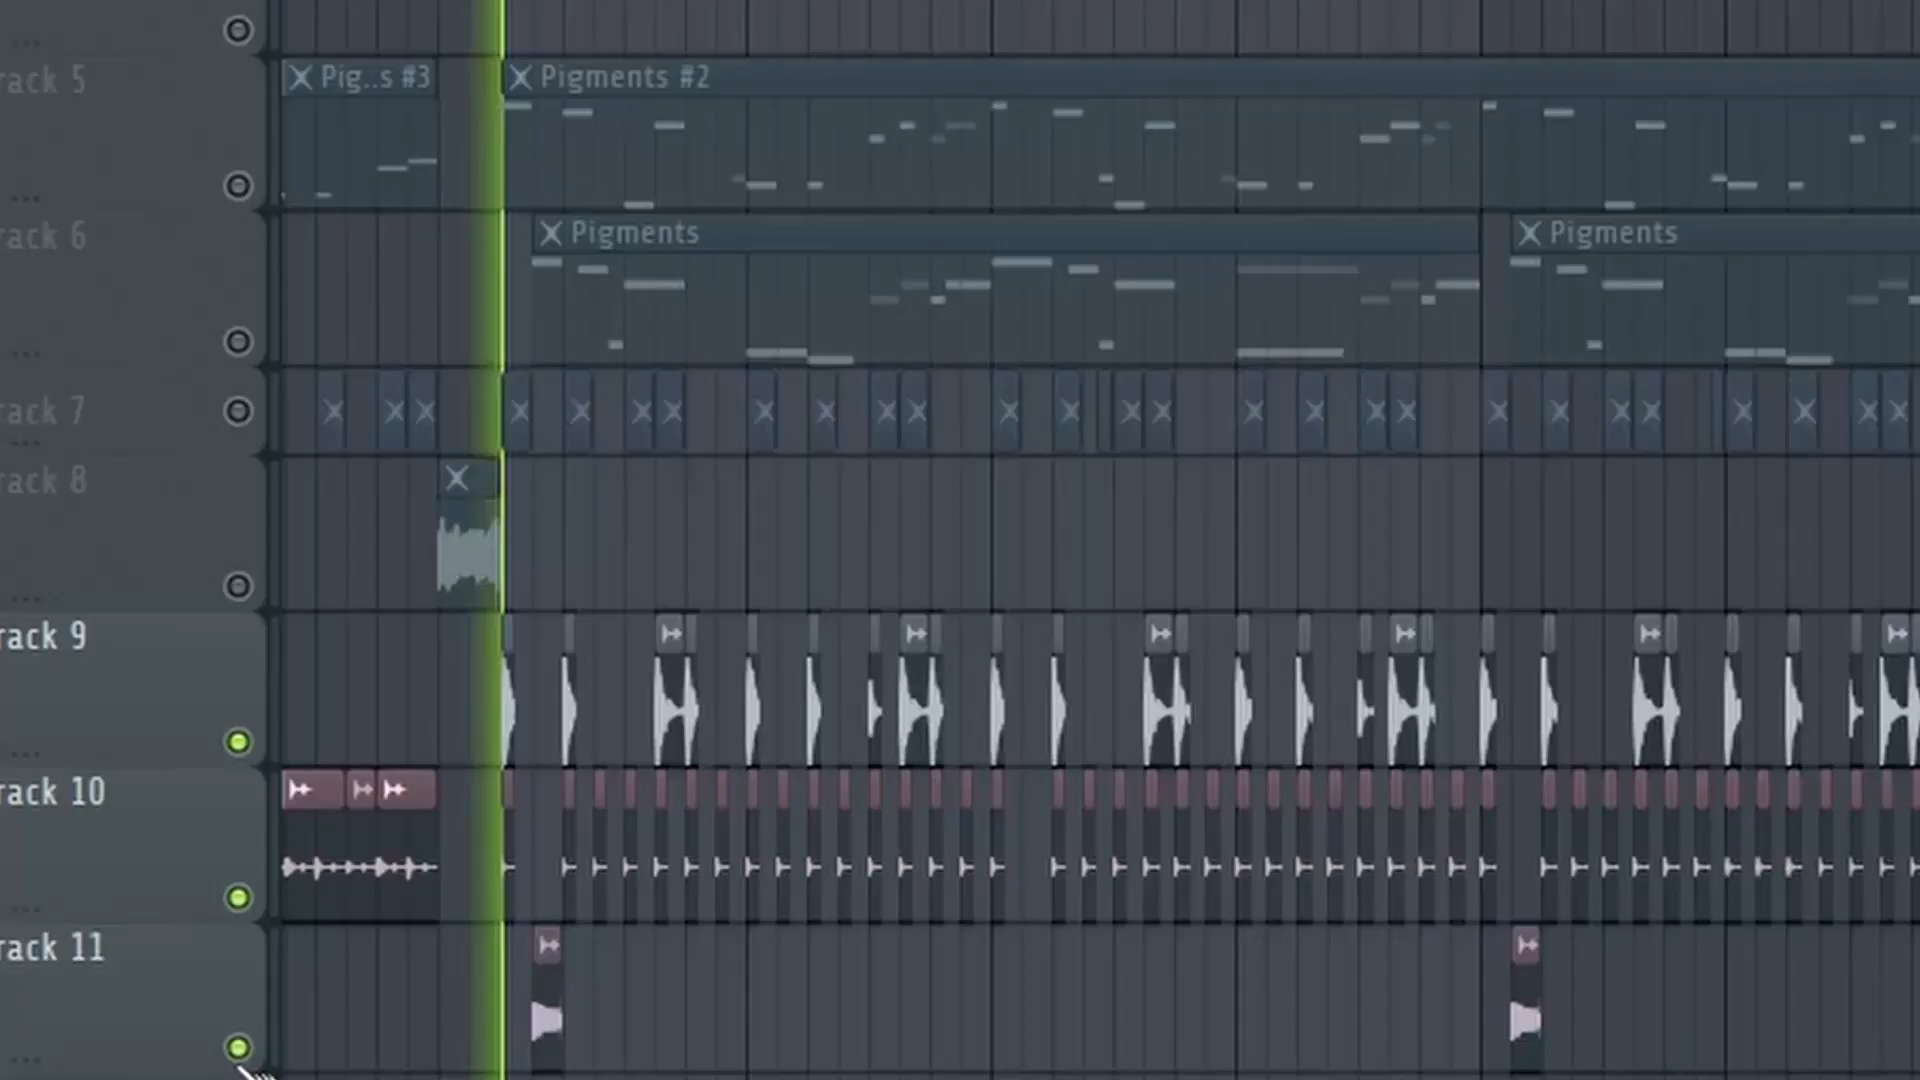 rack 5
Pig..s #3
Pigments #2
rack 6
Pigments
Pigments
rack 7
rack 8
rack 9
rack 10
rack 11